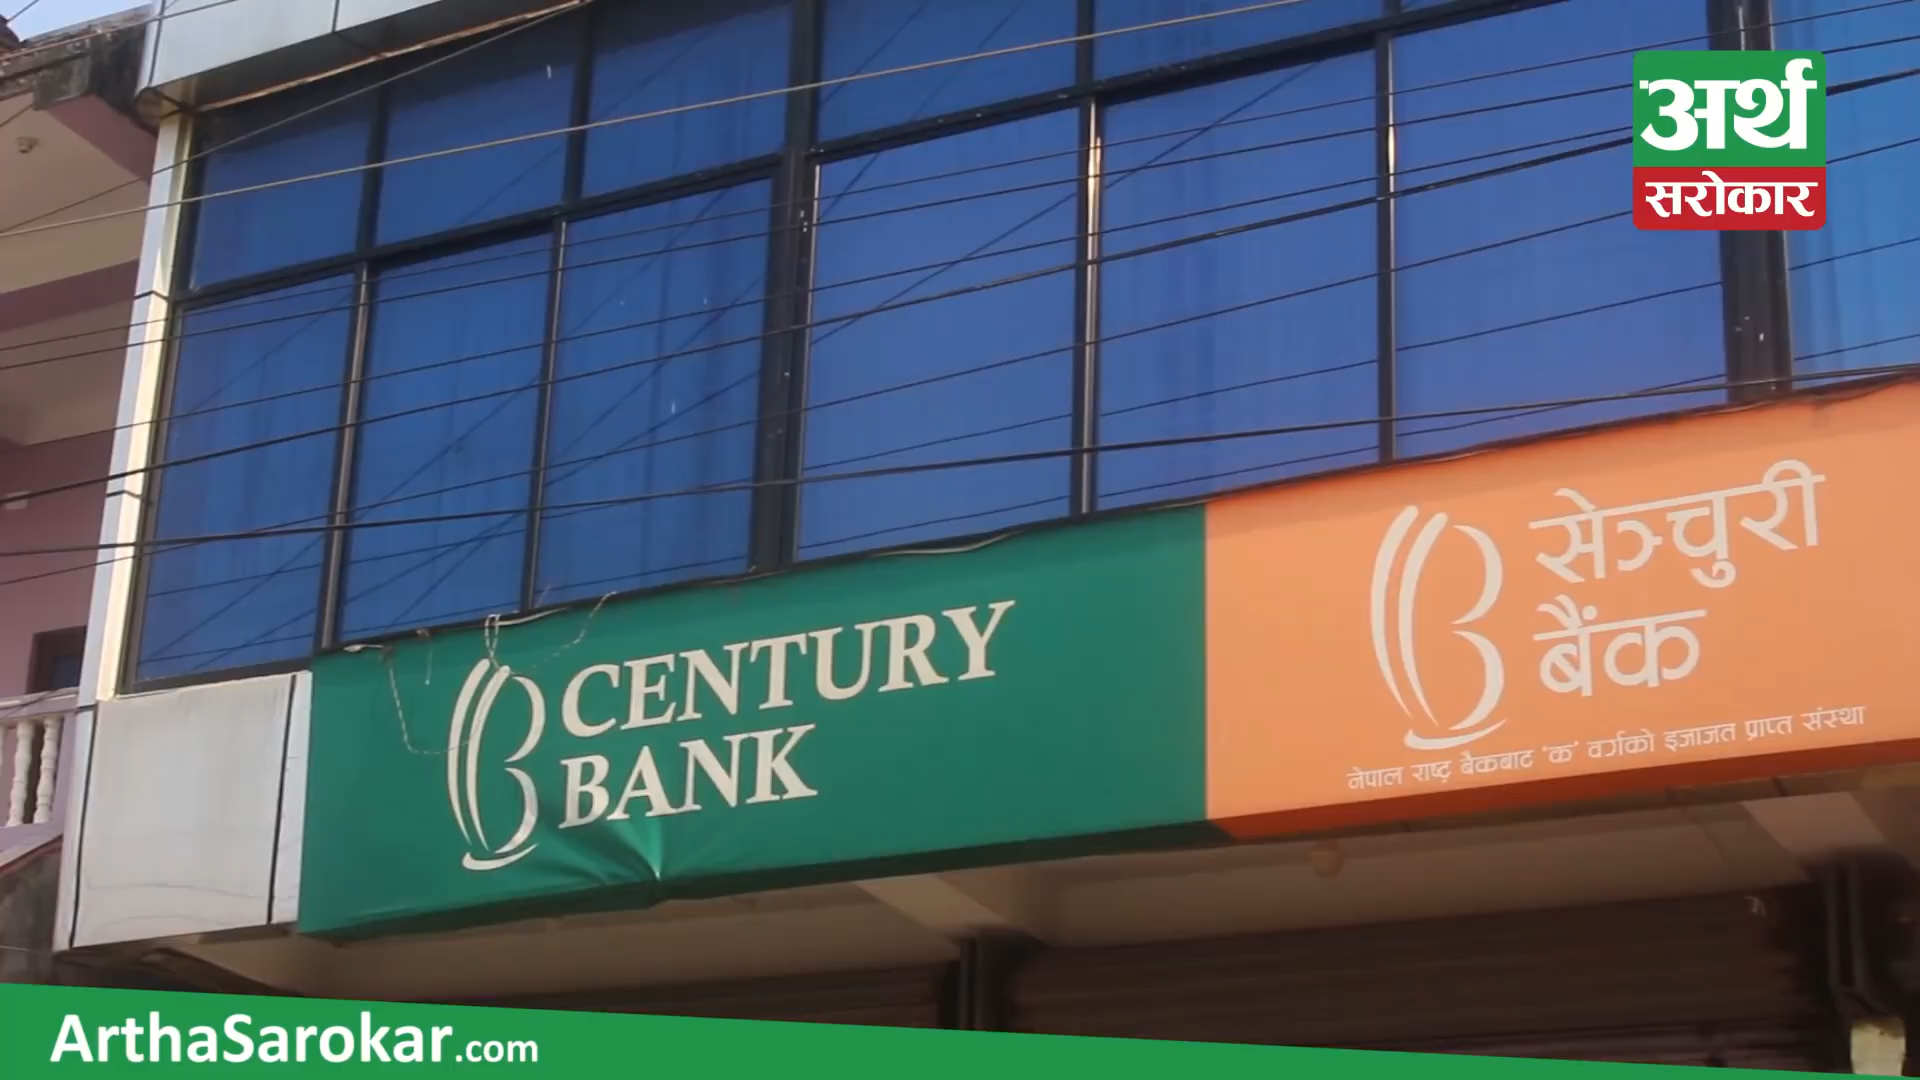 अर्थ
सरोकार
CENTURY
BANK
सेञ्चुरी
बैंक
नेपाल राष्ट्र बैंकबाट 'क' वर्गको इजाजत प्राप्त संस्था
ArthaSarokar.com